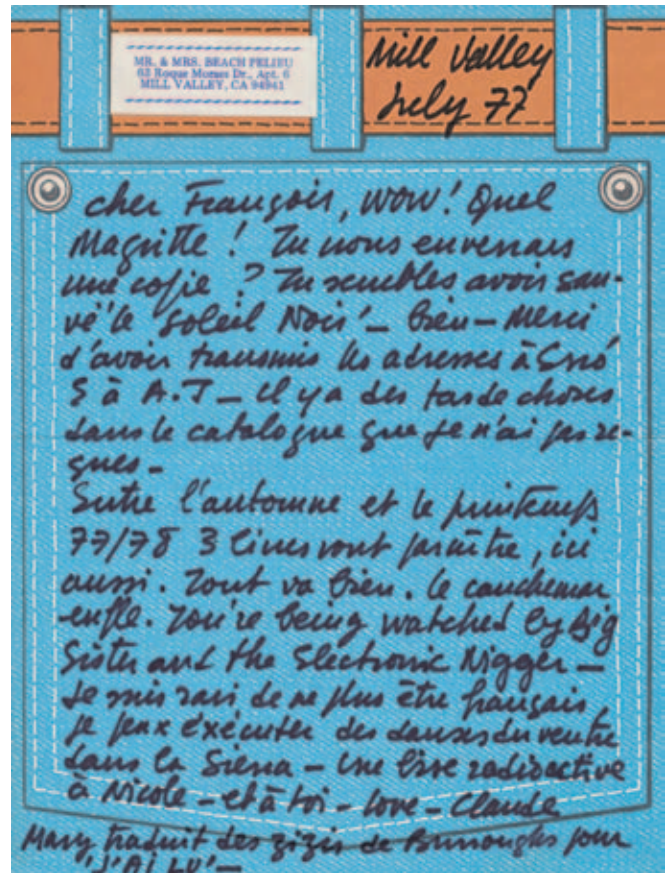 MR. & MRS. BEACH PELIEU
63 Roque Moraes Dr., Apt. 6
MILL VALLEY, CA 94941
Mill Valley
July 77
cher François, WOW! Quel
Magritte ! Tu nous enverrais
une copie ? Tu sembles avoir sau-
vé 'le Soleil Noir' — bien — Merci
d'avoir transmis les adresses à Erró
& à A.J — il y a des tas de choses
dans le catalogue que je n'ai pas re-
çues —
Entre l'automne et le printemps
77/78 3 livres vont paraître, ici
aussi. Tout va bien. Le cauchemar
enfle. You're being watched by Big
Sister and the Electronic Nigger —
Je suis ravi de ne plus être français,
je peux exécuter des danses du ventre
dans la Sierra — une bise radioactive
à Nicole — et à toi — love — Claude
Mary traduit des zizis de Burroughs pour
'J'AI LU' —